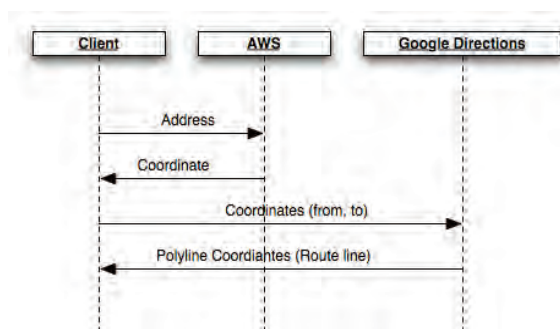 Client
AWS
Google Directions
Address
Coordinate
Coordinates (from, to)
Polyline Coordiantes (Route line)